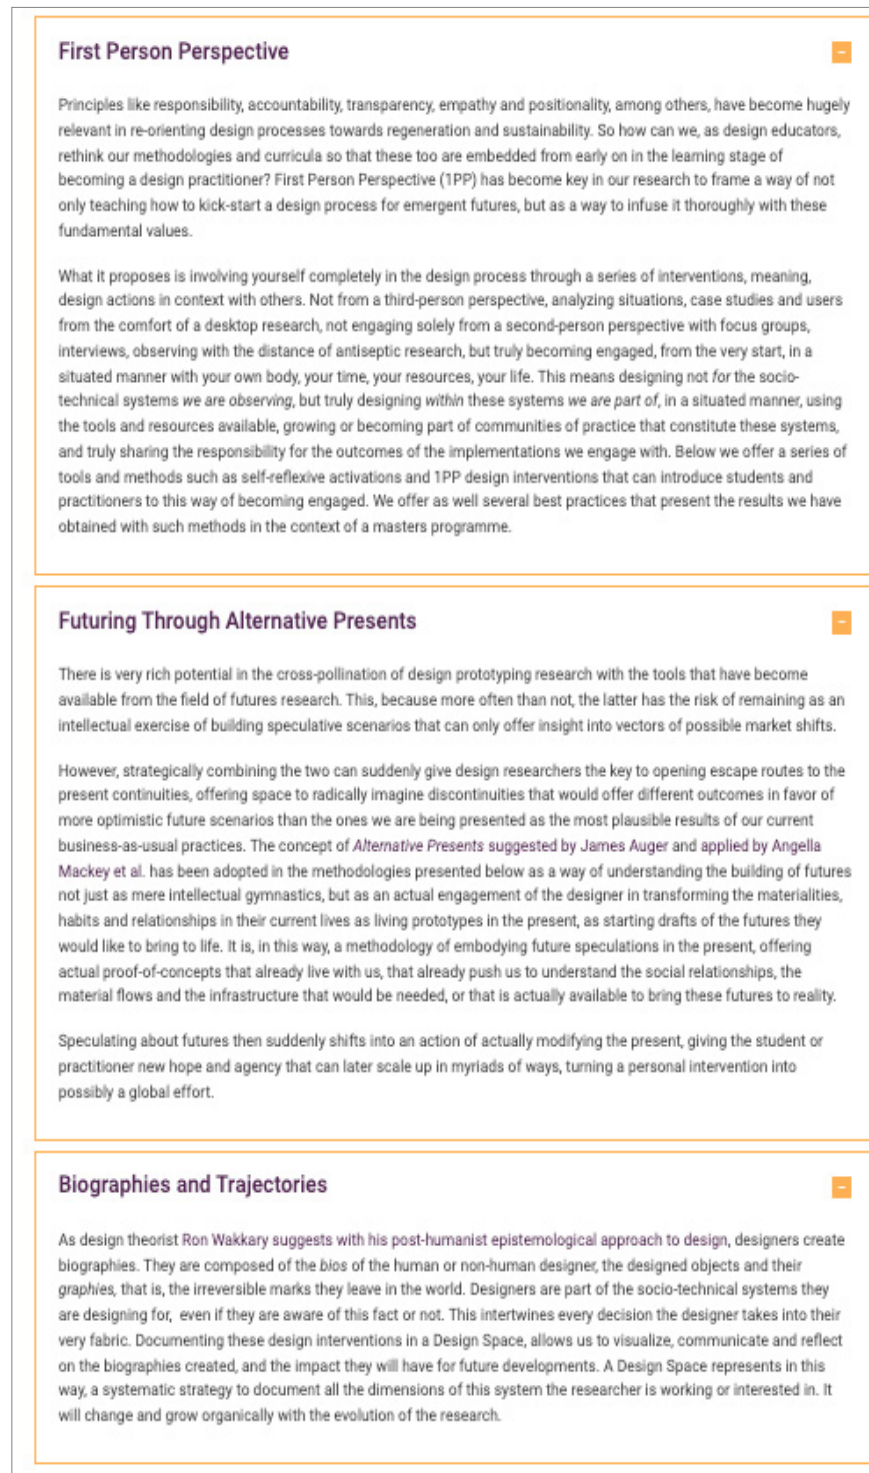 First Person Perspective
–
Principles like responsibility, accountability, transparency, empathy and positionality, among others, have become hugely
relevant in re-orienting design processes towards regeneration and sustainability. So how can we, as design educators,
rethink our methodologies and curricula so that these too are embedded from early on in the learning stage of
becoming a design practitioner? First Person Perspective (1PP) has become key in our research to frame a way of not
only teaching how to kick-start a design process for emergent futures, but as a way to infuse it thoroughly with these
fundamental values.
What it proposes is involving yourself completely in the design process through a series of interventions, meaning,
design actions in context with others. Not from a third-person perspective, analyzing situations, case studies and users
from the comfort of a desktop research, not engaging solely from a second-person perspective with focus groups,
interviews, observing with the distance of antiseptic research, but truly becoming engaged, from the very start, in a
situated manner with your own body, your time, your resources, your life. This means designing not for the socio-
technical systems we are observing, but truly designing within these systems we are part of, in a situated manner, using
the tools and resources available, growing or becoming part of communities of practice that constitute these systems,
and truly sharing the responsibility for the outcomes of the implementations we engage with. Below we offer a series of
tools and methods such as self-reflexive activations and 1PP design interventions that can introduce students and
practitioners to this way of becoming engaged. We offer as well several best practices that present the results we have
obtained with such methods in the context of a masters programme.
Futuring Through Alternative Presents
–
There is very rich potential in the cross-pollination of design prototyping research with the tools that have become
available from the field of futures research. This, because more often than not, the latter has the risk of remaining as an
intellectual exercise of building speculative scenarios that can only offer insight into vectors of possible market shifts.
However, strategically combining the two can suddenly give design researchers the key to opening escape routes to the
present continuities, offering space to radically imagine discontinuities that would offer different outcomes in favor of
more optimistic future scenarios than the ones we are being presented as the most plausible results of our current
business-as-usual practices. The concept of Alternative Presents suggested by James Auger and applied by Angella
Mackey et al. has been adopted in the methodologies presented below as a way of understanding the building of futures
not just as mere intellectual gymnastics, but as an actual engagement of the designer in transforming the materialities,
habits and relationships in their current lives as living prototypes in the present, as starting drafts of the futures they
would like to bring to life. It is, in this way, a methodology of embodying future speculations in the present, offering
actual proof-of-concepts that already live with us, that already push us to understand the social relationships, the
material flows and the infrastructure that would be needed, or that is actually available to bring these futures to reality.
Speculating about futures then suddenly shifts into an action of actually modifying the present, giving the student or
practitioner new hope and agency that can later scale up in myriads of ways, turning a personal intervention into
possibly a global effort.
Biographies and Trajectories
–
As design theorist Ron Wakkary suggests with his post-humanist epistemological approach to design, designers create
biographies. They are composed of the bios of the human or non-human designer, the designed objects and their
graphies, that is, the irreversible marks they leave in the world. Designers are part of the socio-technical systems they
are designing for, even if they are aware of this fact or not. This intertwines every decision the designer takes into their
very fabric. Documenting these design interventions in a Design Space, allows us to visualize, communicate and reflect
on the biographies created, and the impact they will have for future developments. A Design Space represents in this
way, a systematic strategy to document all the dimensions of this system the researcher is working or interested in. It
will change and grow organically with the evolution of the research.